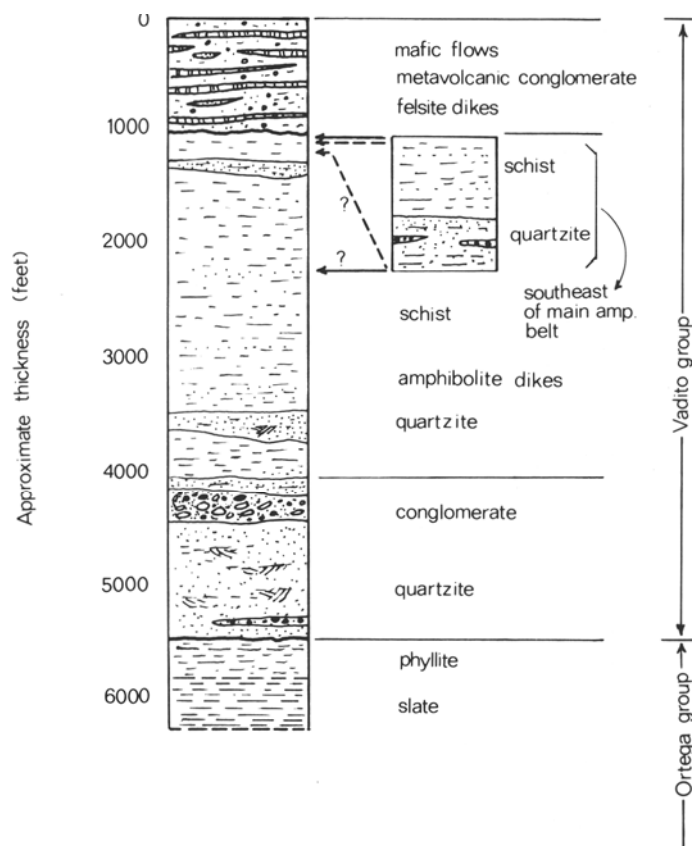 0
mafic flows
metavolcanic conglomerate
felsite dikes
1000
schist
?
quartzite
2000
?
southeast
of main amp.
belt
schist
3000
amphibolite dikes
quartzite
4000
conglomerate
5000
quartzite
phyllite
6000
slate
Approximate thickness (feet)
Vadito group
Ortega group